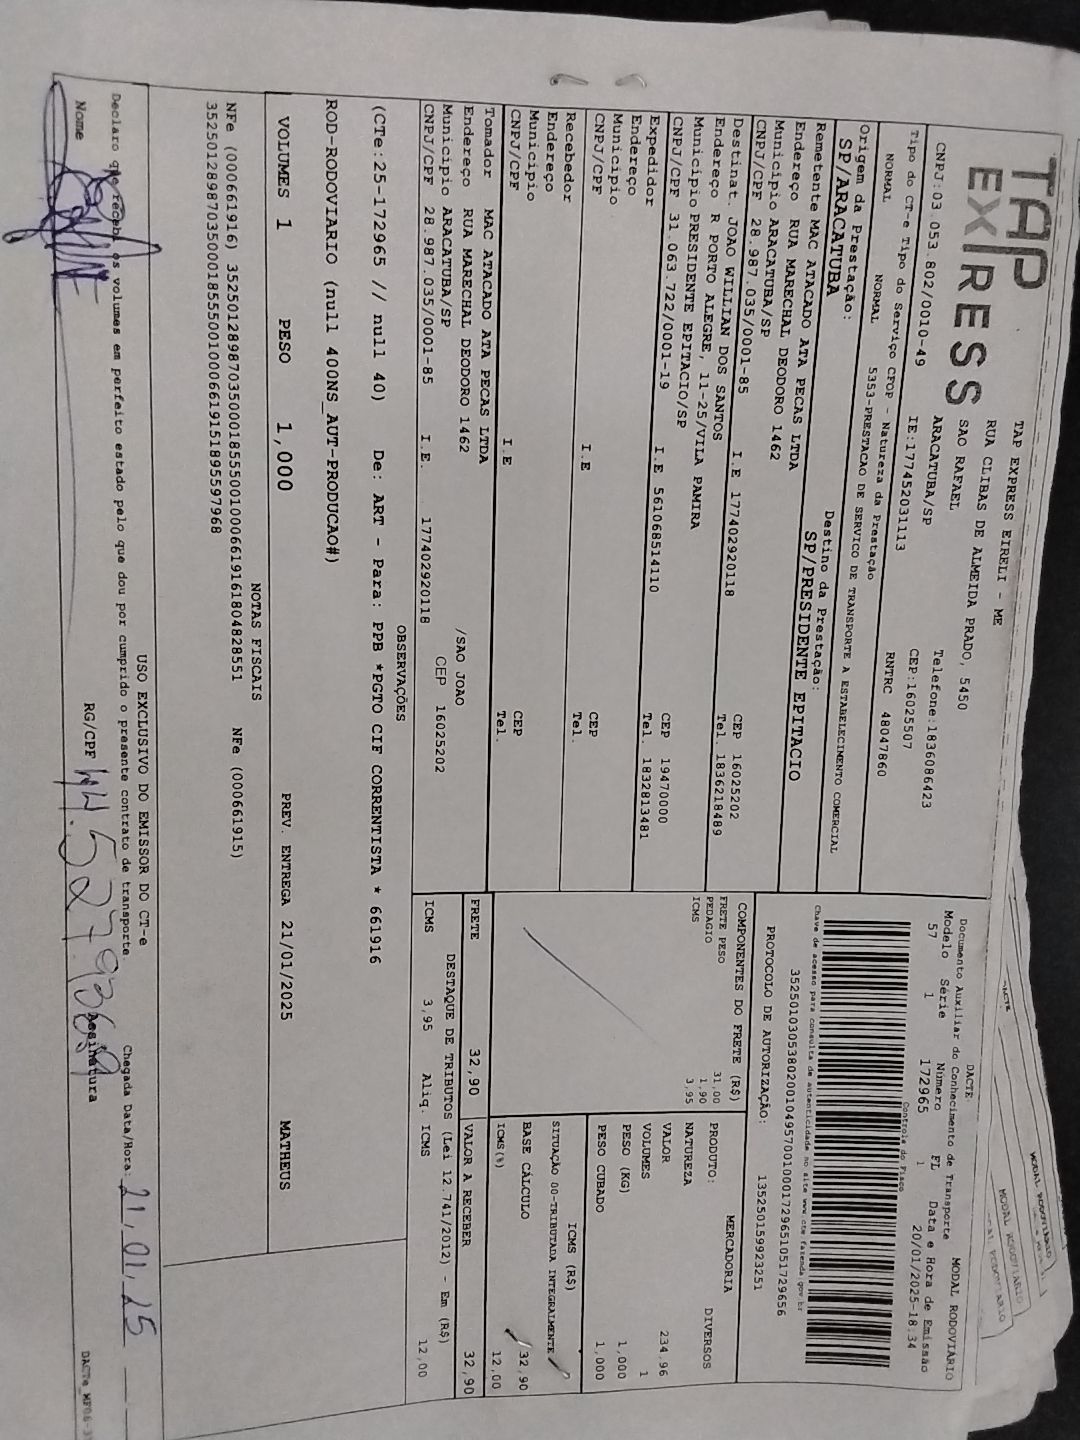 TAP
EXPRESS
TAP EXPRESS EIRELI - ME
RUA CLIBAS DE ALMEIDA PRADO, 5450
SAO RAFAEL
ARACATUBA/SP
Telefone:1836086423
CNPJ:03.053.802/0010-49 IE:177452031113 CEP:16025507
Tipo do CT-e Tipo do Serviço CFOP - Natureza da Prestação RNTRC 48047860
NORMAL NORMAL 5353-PRESTACAO DE SERVICO DE TRANSPORTE A ESTABELECIMENTO COMERCIAL
Origem da Prestação: Destino da Prestação:
SP/ARACATUBA SP/PRESIDENTE EPITACIO
DACTE MODAL RODOVIÁRIO
Documento Auxiliar do Conhecimento de Transporte
Modelo Série Número FL Data e Hora de Emissão
57 1 172965 1 20/01/2025-18:34
Controle do Fisco
Chave de acesso para consulta de autenticidade no site www.cte.fazenda.gov.br
35250103053802001049570010001729651051729656
PROTOCOLO DE AUTORIZAÇÃO: 135250159923251
Remetente MAC ATACADO ATA PECAS LTDA
Endereço RUA MARECHAL DEODORO 1462
Município ARACATUBA/SP CEP 16025202
CNPJ/CPF 28.987.035/0001-85 I.E 177402920118 Tel. 1836218489
Destinat. JOAO WILLIAN DOS SANTOS
Endereço R PORTO ALEGRE, 11-25/VILA PAMIRA
Município PRESIDENTE EPITACIO/SP CEP 19470000
CNPJ/CPF 31.063.722/0001-19 I.E 561068514110 Tel. 1832813481
Expedidor
Endereço
Município CEP
CNPJ/CPF I.E Tel.
Recebedor
Endereço
Município CEP
CNPJ/CPF I.E Tel.
Tomador MAC ATACADO ATA PECAS LTDA
Endereço RUA MARECHAL DEODORO 1462 /SAO JOAO
Município ARACATUBA/SP CEP 16025202
CNPJ/CPF 28.987.035/0001-85 I.E. 177402920118
COMPONENTES DO FRETE (R$)
FRETE PESO 31,00
PEDAGIO 1,90
ICMS 3,95
PRODUTO: MERCADORIA
NATUREZA DIVERSOS
VALOR 234,96
VOLUMES 1
PESO (KG) 1,000
PESO CUBADO 1,000
ICMS (R$)
SITUAÇÃO 00-TRIBUTADA INTEGRALMENTE
BASE CÁLCULO 32,90
ICMS(%) 12,00
FRETE 32,90 VALOR A RECEBER 32,90
DESTAQUE DE TRIBUTOS (Lei 12.741/2012) - Em (R$)
ICMS 3,95 Aliq. ICMS 12,00
OBSERVAÇÕES
(CTe:25-172965 // null 40) De: ART - Para: PPB *PGTO CIF CORRENTISTA * 661916
ROD-RODOVIARIO (null 400NS_AUT-PRODUCAO#)
VOLUMES 1 PESO 1,000 PREV. ENTREGA 21/01/2025 MATHEUS
NOTAS FISCAIS
NFe (000661916) 35250128987035000185550010006619161804828551 NFe (000661915)
35250128987035000185550010006619151895597968
USO EXCLUSIVO DO EMISSOR DO CT-e
Declaro que recebi os volumes em perfeito estado pelo que dou por cumprido o presente contrato de transporte. Chegada Data/Hora: 21.01.25
Nome RG/CPF Assinatura